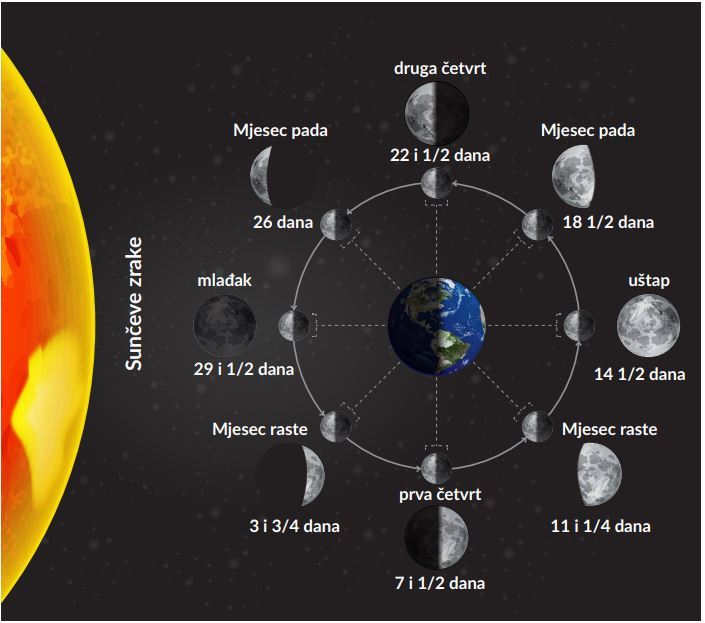 druga četvrt
22 i 1/2 dana
Mjesec pada
26 dana
Mjesec pada
18 1/2 dana
Sunčeve zrake
mlađak
29 i 1/2 dana
uštap
14 1/2 dana
Mjesec raste
3 i 3/4 dana
prva četvrt
7 i 1/2 dana
Mjesec raste
11 i 1/4 dana